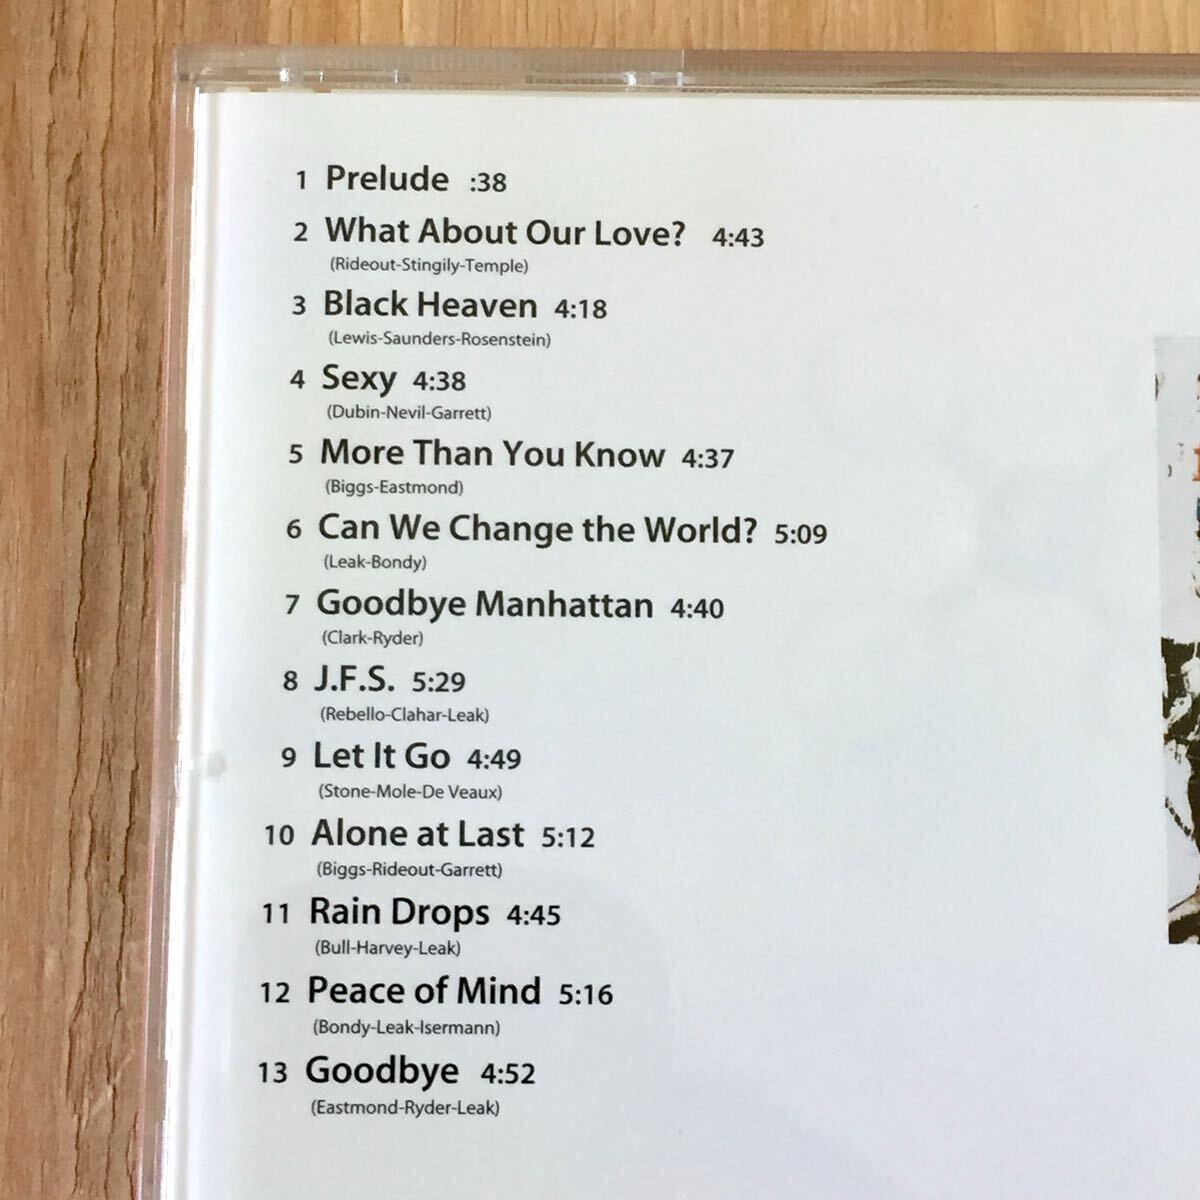 1 Prelude :38
2 What About Our Love? 4:43
(Rideout-Stingily-Temple)
3 Black Heaven 4:18
(Lewis-Saunders-Rosenstein)
4 Sexy 4:38
(Dubin-Nevil-Garrett)
5 More Than You Know 4:37
(Biggs-Eastmond)
6 Can We Change the World? 5:09
(Leak-Bondy)
7 Goodbye Manhattan 4:40
(Clark-Ryder)
8 J.F.S. 5:29
(Rebello-Clahar-Leak)
9 Let It Go 4:49
(Stone-Mole-De Veaux)
10 Alone at Last 5:12
(Biggs-Rideout-Garrett)
11 Rain Drops 4:45
(Bull-Harvey-Leak)
12 Peace of Mind 5:16
(Bondy-Leak-Isermann)
13 Goodbye 4:52
(Eastmond-Ryder-Leak)